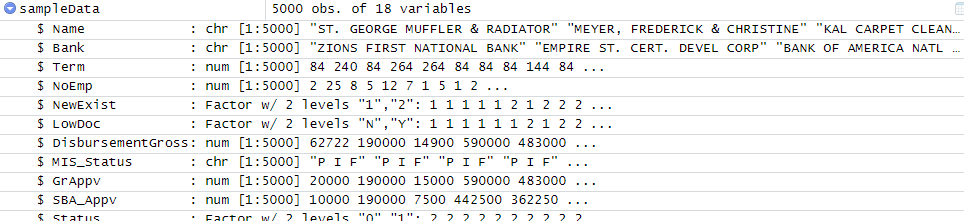 sampleData 5000 obs. of 18 variables
$ Name : chr [1:5000] "ST. GEORGE MUFFLER & RADIATOR" "MEYER, FREDERICK & CHRISTINE" "KAL CARPET CLEAN…
$ Bank : chr [1:5000] "ZIONS FIRST NATIONAL BANK" "EMPIRE ST. CERT. DEVEL CORP" "BANK OF AMERICA NATL …
$ Term : num [1:5000] 84 240 84 264 264 84 84 84 144 84 ...
$ NoEmp : num [1:5000] 2 25 8 5 12 7 1 5 1 2 ...
$ NewExist : Factor w/ 2 levels "1","2": 1 1 1 1 1 2 1 2 2 2 ...
$ LowDoc : Factor w/ 2 levels "N","Y": 1 1 1 1 1 1 2 1 2 2 ...
$ DisbursementGross: num [1:5000] 62722 190000 14900 590000 483000 ...
$ MIS_Status : chr [1:5000] "P I F" "P I F" "P I F" "P I F" ...
$ GrAppv : num [1:5000] 20000 190000 15000 590000 483000 ...
$ SBA_Appv : num [1:5000] 10000 190000 7500 442500 362250 ...
$ Status : Factor w/ 2 levels "0","1": 2 2 2 2 2 2 2 2 2 2